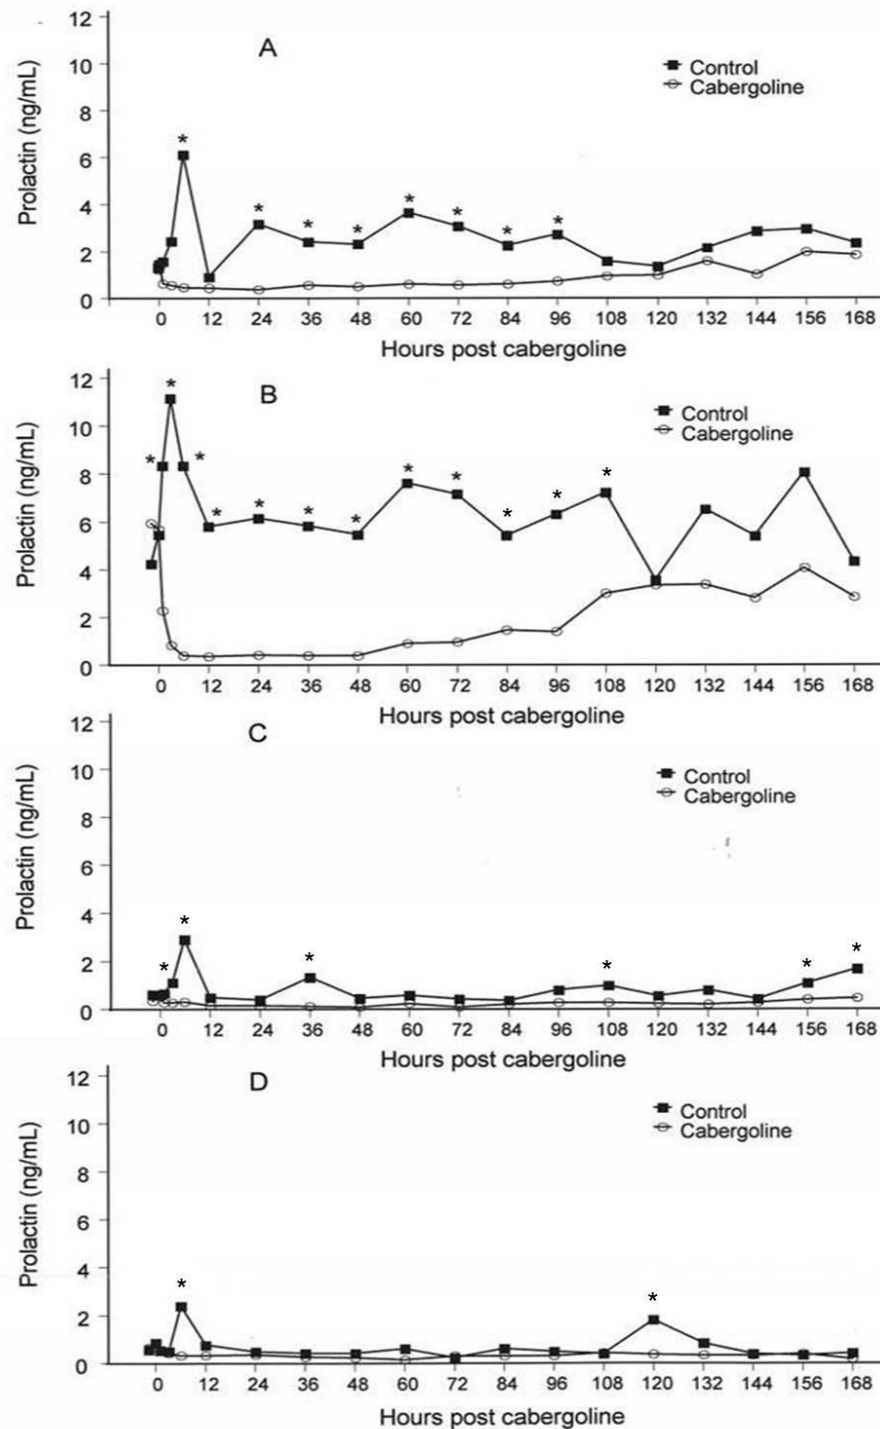 A
Control
Cabergoline
Prolactin (ng/mL)
12
10
8
6
4
2
0
* * * * * * * *
0 12 24 36 48 60 72 84 96 108 120 132 144 156 168
Hours post cabergoline
B
Control
Cabergoline
Prolactin (ng/mL)
12
10
8
6
4
2
0
* * * * * * * * * * * *
0 12 24 36 48 60 72 84 96 108 120 132 144 156 168
Hours post cabergoline
C
Control
Cabergoline
Prolactin (ng/mL)
12
10
8
6
4
2
0
* * * * * *
0 12 24 36 48 60 72 84 96 108 120 132 144 156 168
Hours post cabergoline
D
Control
Cabergoline
Prolactin (ng/mL)
12
10
8
6
4
2
0
* *
0 12 24 36 48 60 72 84 96 108 120 132 144 156 168
Hours post cabergoline